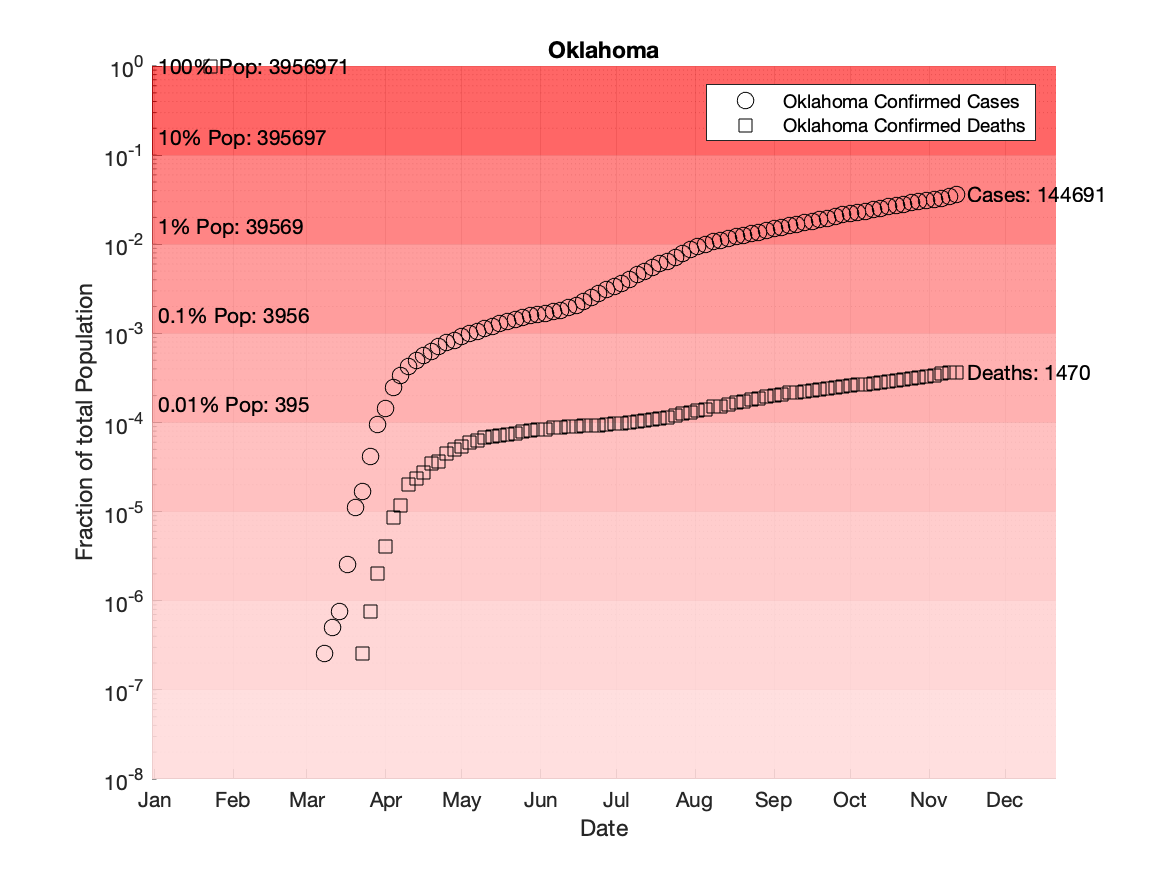 Oklahoma
10^0
100% Pop: 3956971
Oklahoma Confirmed Cases
Oklahoma Confirmed Deaths
10% Pop: 395697
10^-1
Cases: 144691
1% Pop: 39569
10^-2
0.1% Pop: 3956
10^-3
Deaths: 1470
0.01% Pop: 395
10^-4
10^-5
10^-6
10^-7
10^-8
Fraction of total Population
Jan Feb Mar Apr May Jun Jul Aug Sep Oct Nov Dec
Date